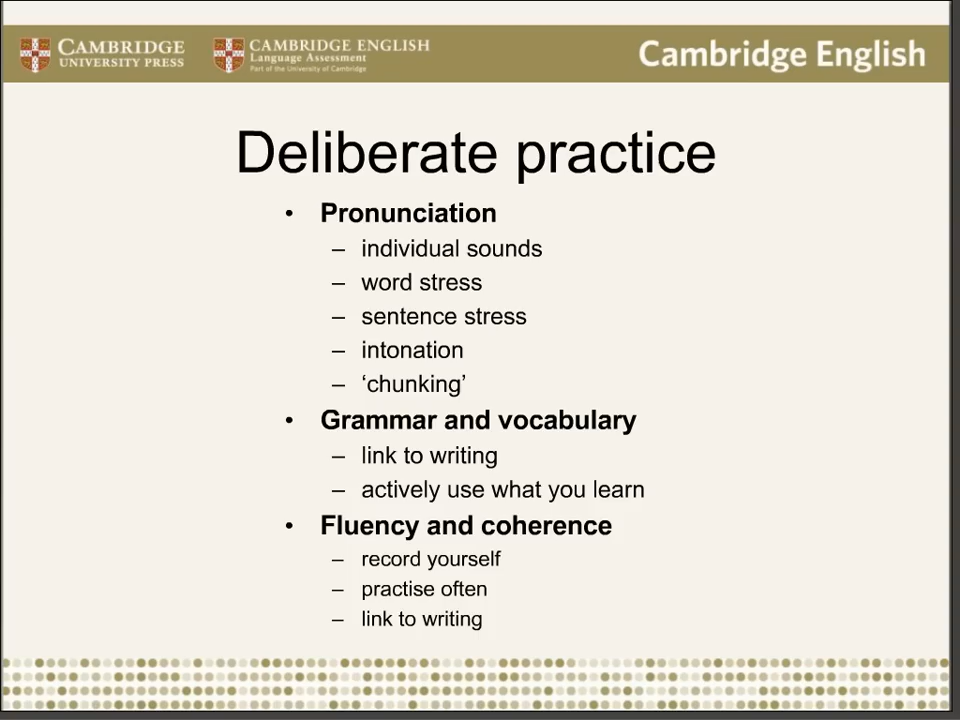 CAMBRIDGE
UNIVERSITY PRESS
CAMBRIDGE ENGLISH
Language Assessment
Part of the University of Cambridge
Cambridge English
Deliberate practice
• Pronunciation
– individual sounds
– word stress
– sentence stress
– intonation
– ‘chunking’
• Grammar and vocabulary
– link to writing
– actively use what you learn
• Fluency and coherence
– record yourself
– practise often
– link to writing